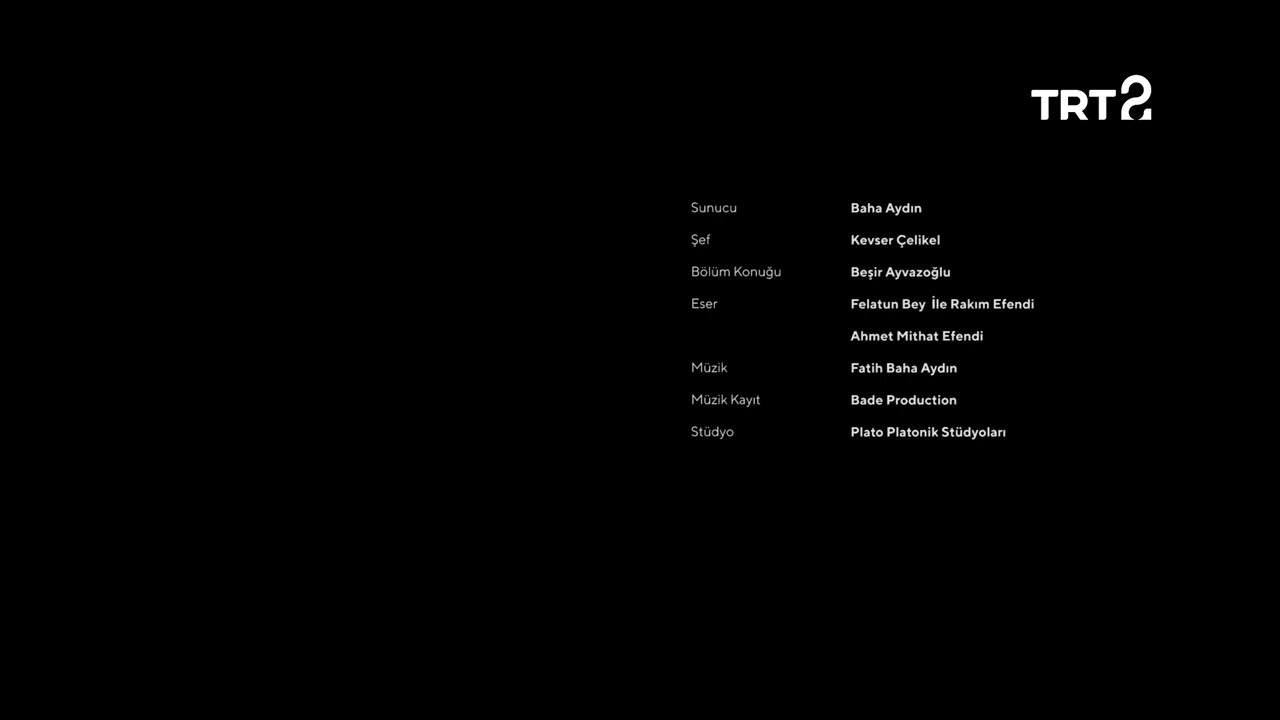 TRT2
Sunucu Baha Aydın
Şef Kevser Çelikel
Bölüm Konuğu Beşir Ayvazoğlu
Eser Felatun Bey İle Rakım Efendi
Ahmet Mithat Efendi
Müzik Fatih Baha Aydın
Müzik Kayıt Bade Production
Stüdyo Plato Platonik Stüdyoları